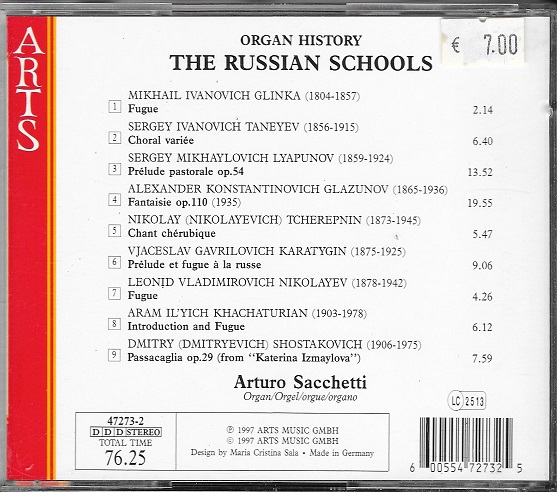 ARTS
ORGAN HISTORY
THE RUSSIAN SCHOOLS
€ 7.00
MIKHAIL IVANOVICH GLINKA (1804-1857)
1 Fugue 2.14
SERGEY IVANOVICH TANEYEV (1856-1915)
2 Choral variée 6.40
SERGEY MIKHAYLOVICH LYAPUNOV (1859-1924)
3 Prélude pastorale op.54 13.52
ALEXANDER KONSTANTINOVICH GLAZUNOV (1865-1936)
4 Fantaisie op.110 (1935) 19.55
NIKOLAY (NIKOLAYEVICH) TCHEREPNIN (1873-1945)
5 Chant chérubique 5.47
VJACESLAV GAVRILOVICH KARATYGIN (1875-1925)
6 Prélude et fugue à la russe 9.06
LEONID VLADIMIROVICH NIKOLAYEV (1878-1942)
7 Fugue 4.26
ARAM IL'YICH KHACHATURIAN (1903-1978)
8 Introduction and Fugue 6.12
DMITRY (DMITRYEVICH) SHOSTAKOVICH (1906-1975)
9 Passacaglia op.29 (from "Katerina Izmaylova") 7.59
Arturo Sacchetti
Organ/Orgel/orgue/organo
LC 2513
47273-2
DDD STEREO
TOTAL TIME
76.25
℗ 1997 ARTS MUSIC GMBH
© 1997 ARTS MUSIC GMBH
Design by Maria Cristina Sala • Made in Germany
6 00554 72732 5